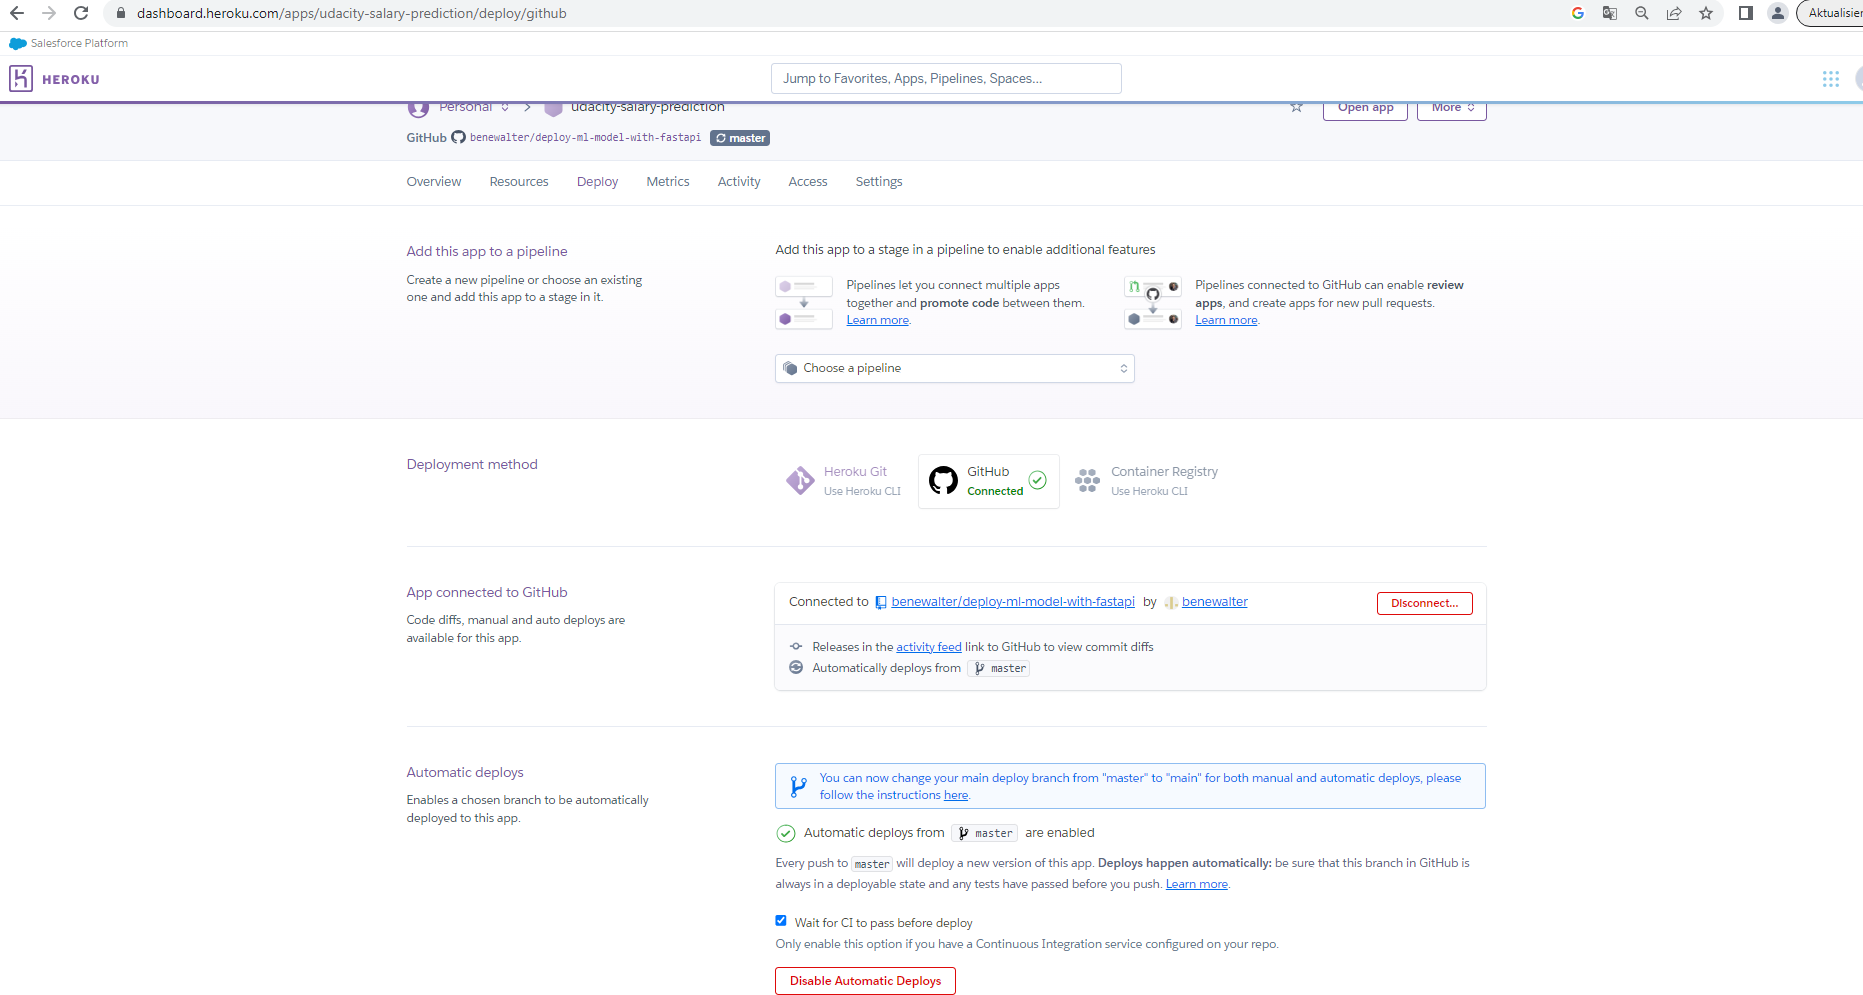 dashboard.heroku.com/apps/udacity-salary-prediction/deploy/github
Aktualisier
Salesforce Platform
HEROKU
Jump to Favorites, Apps, Pipelines, Spaces...
Personal > udacity-salary-prediction
Open app
More
GitHub benewalter/deploy-ml-model-with-fastapi master
Overview Resources Deploy Metrics Activity Access Settings
Add this app to a pipeline
Create a new pipeline or choose an existing
one and add this app to a stage in it.
Add this app to a stage in a pipeline to enable additional features
Pipelines let you connect multiple apps
together and promote code between them.
Learn more.
Pipelines connected to GitHub can enable review
apps, and create apps for new pull requests.
Learn more.
Choose a pipeline
Deployment method
Heroku Git
Use Heroku CLI
GitHub
Connected
Container Registry
Use Heroku CLI
App connected to GitHub
Code diffs, manual and auto deploys are
available for this app.
Connected to benewalter/deploy-ml-model-with-fastapi by benewalter
Disconnect...
Releases in the activity feed link to GitHub to view commit diffs
Automatically deploys from master
Automatic deploys
Enables a chosen branch to be automatically
deployed to this app.
You can now change your main deploy branch from "master" to "main" for both manual and automatic deploys, please
follow the instructions here.
Automatic deploys from master are enabled
Every push to master will deploy a new version of this app. Deploys happen automatically: be sure that this branch in GitHub is
always in a deployable state and any tests have passed before you push. Learn more.
Wait for CI to pass before deploy
Only enable this option if you have a Continuous Integration service configured on your repo.
Disable Automatic Deploys